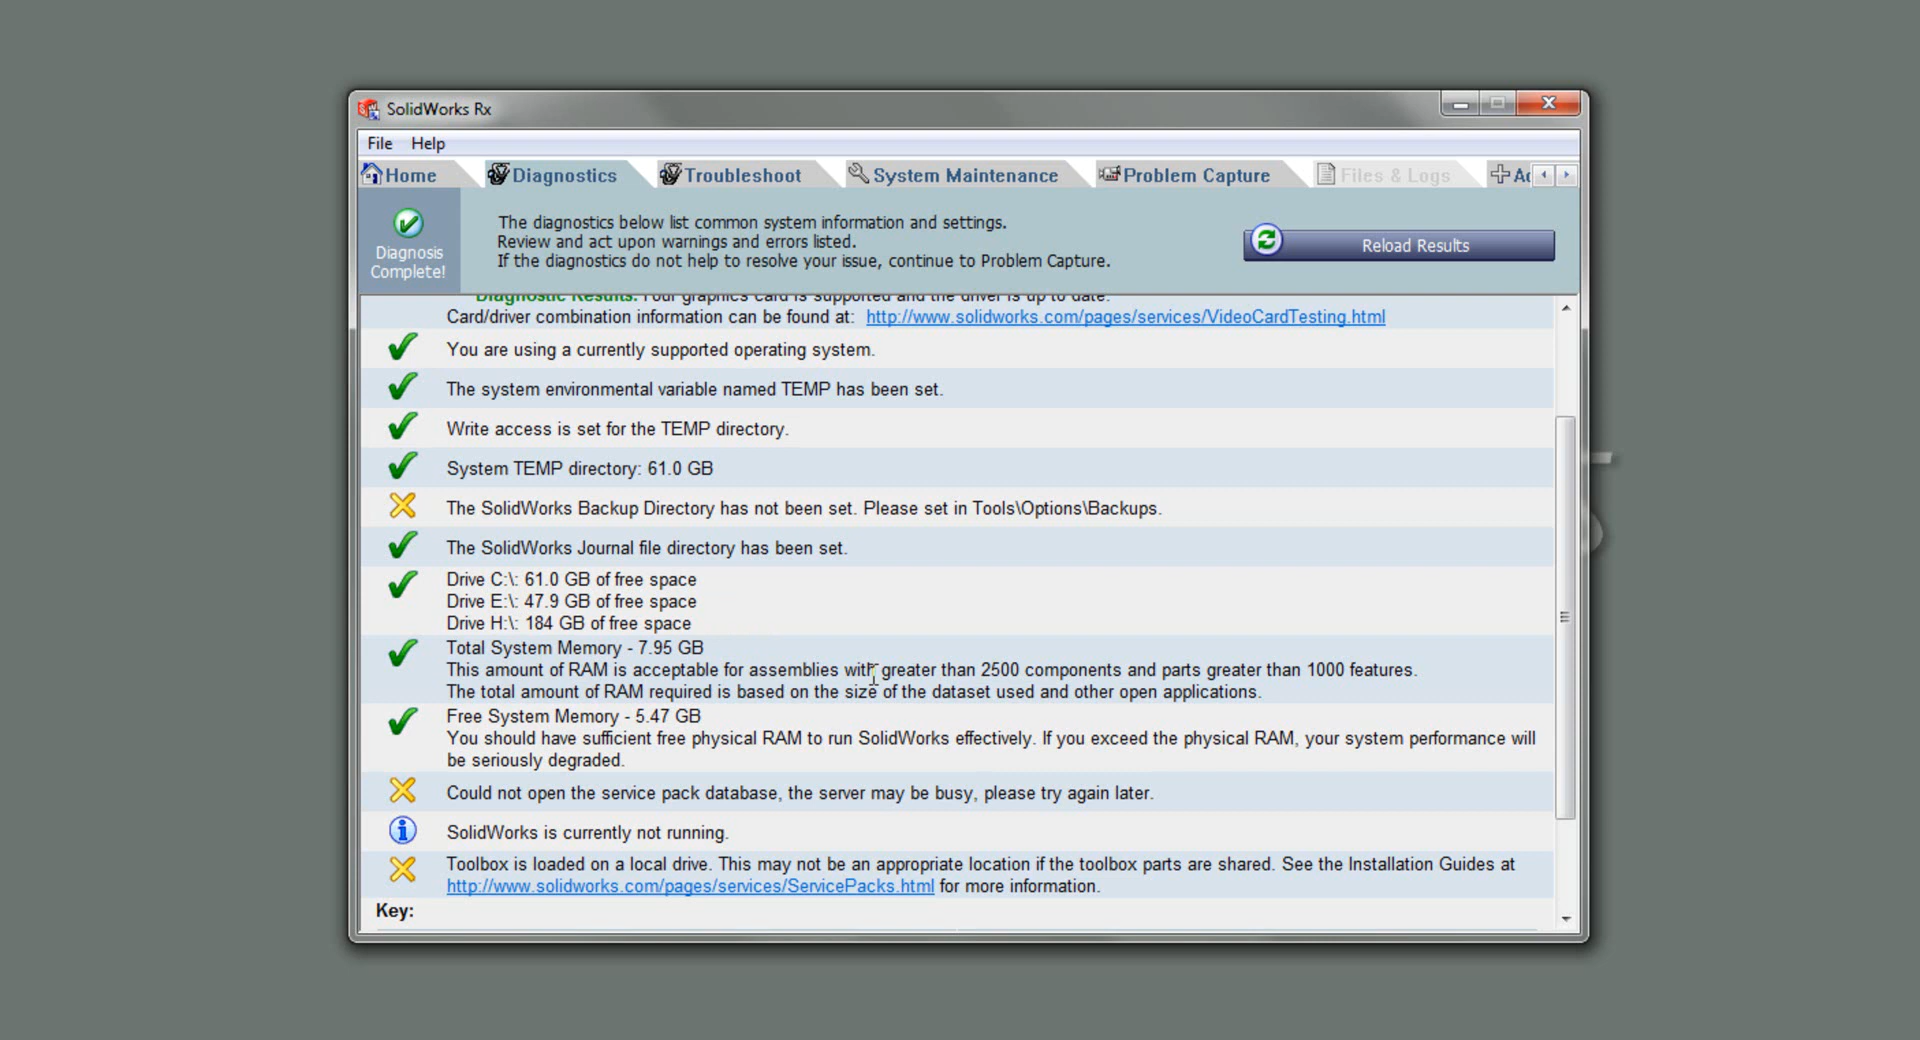 SolidWorks Rx
File Help
Home Diagnostics Troubleshoot System Maintenance Problem Capture Files & Logs
Diagnosis
Complete!
The diagnostics below list common system information and settings.
Review and act upon warnings and errors listed.
If the diagnostics do not help to resolve your issue, continue to Problem Capture.
Reload Results
Diagnostic Results: Your graphics card is supported and the driver is up to date.
Card/driver combination information can be found at: http://www.solidworks.com/pages/services/VideoCardTesting.html
You are using a currently supported operating system.
The system environmental variable named TEMP has been set.
Write access is set for the TEMP directory.
System TEMP directory: 61.0 GB
The SolidWorks Backup Directory has not been set. Please set in Tools\Options\Backups.
The SolidWorks Journal file directory has been set.
Drive C:\: 61.0 GB of free space
Drive E:\: 47.9 GB of free space
Drive H:\: 184 GB of free space
Total System Memory - 7.95 GB
This amount of RAM is acceptable for assemblies with greater than 2500 components and parts greater than 1000 features.
The total amount of RAM required is based on the size of the dataset used and other open applications.
Free System Memory - 5.47 GB
You should have sufficient free physical RAM to run SolidWorks effectively. If you exceed the physical RAM, your system performance will
be seriously degraded.
Could not open the service pack database, the server may be busy, please try again later.
SolidWorks is currently not running.
Toolbox is loaded on a local drive. This may not be an appropriate location if the toolbox parts are shared. See the Installation Guides at
http://www.solidworks.com/pages/services/ServicePacks.html for more information.
Key: